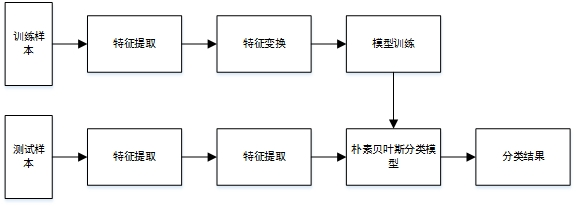 训练样
本
特征提取
特征变换
模型训练
测试样
本
特征提取
特征提取
朴素贝叶斯分类模
型
分类结果